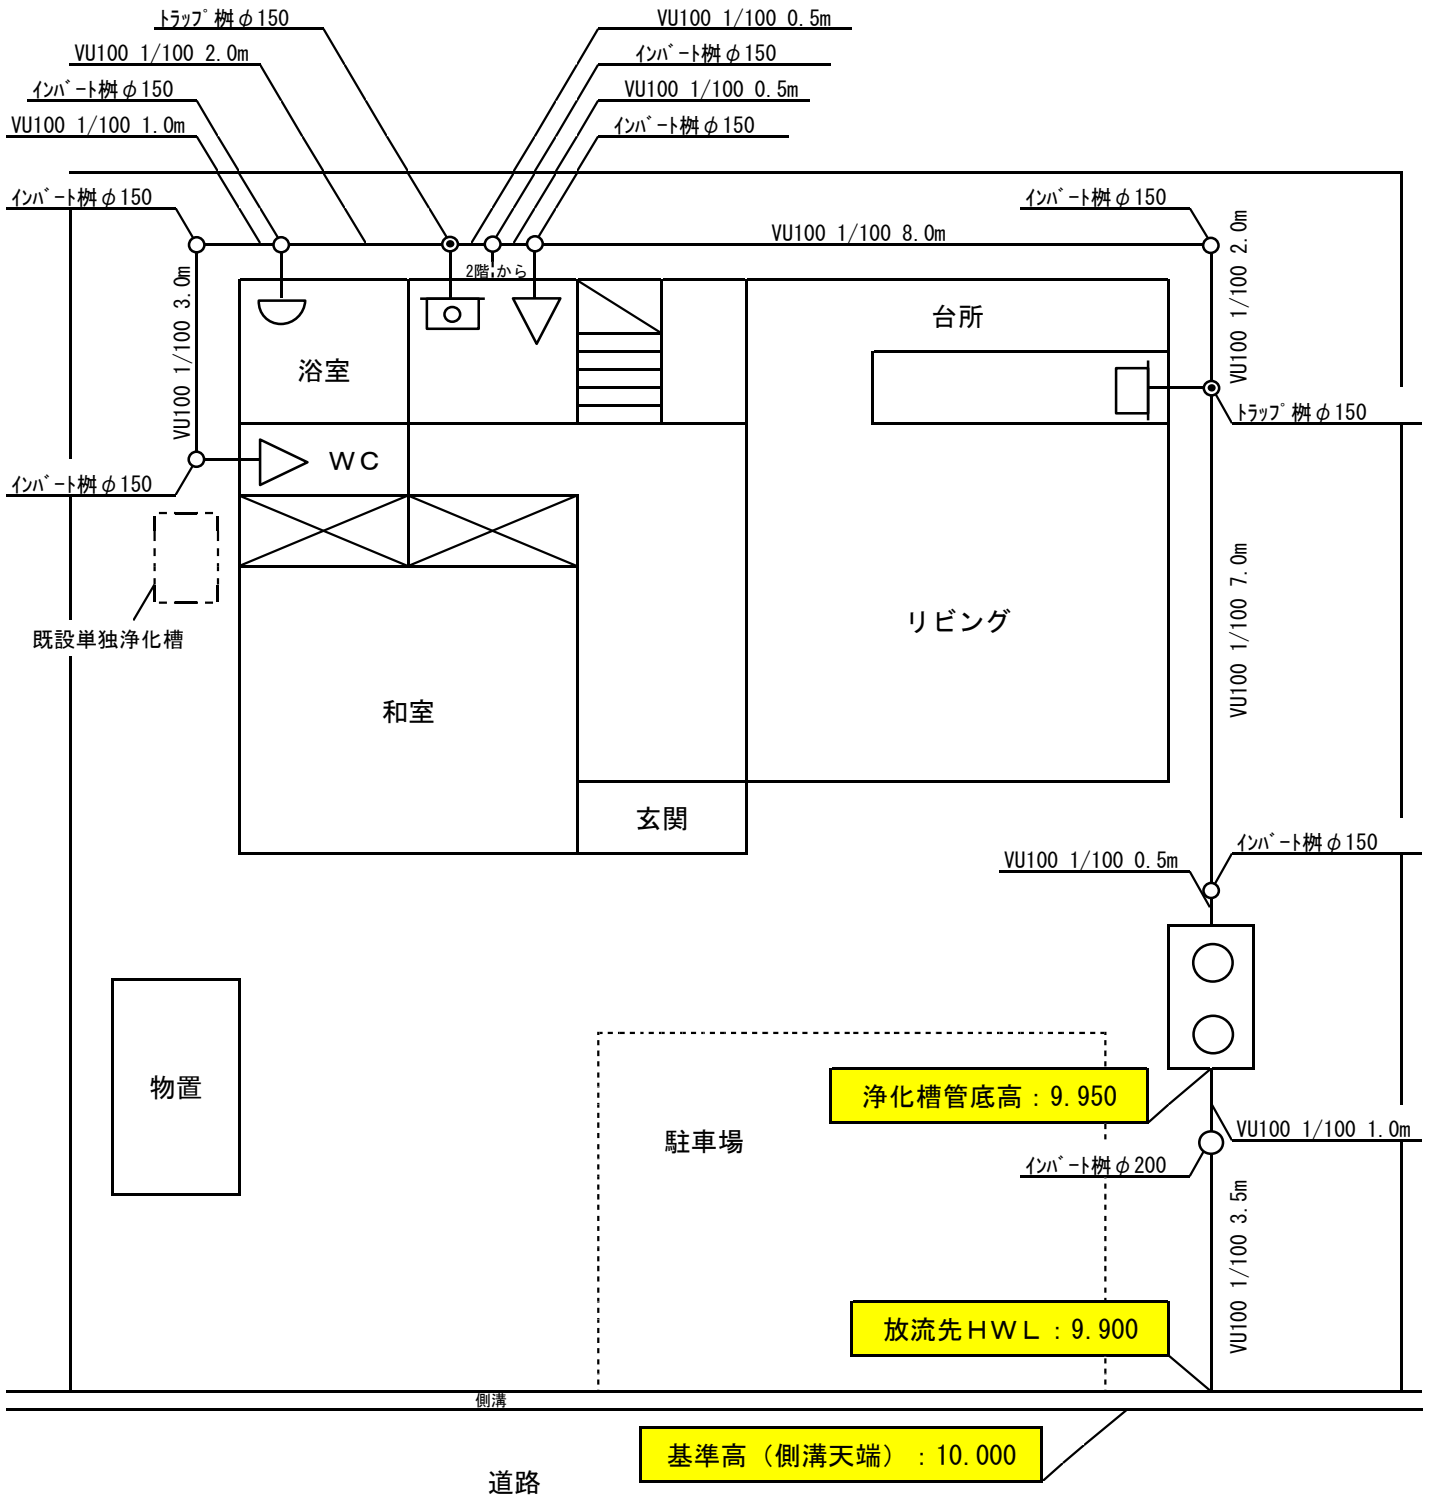 ﾄﾗｯﾌﾟ桝φ150
VU100 1/100 0.5m
VU100 1/100 2.0m
ｲﾝﾊﾞｰﾄ桝φ150
ｲﾝﾊﾞｰﾄ桝φ150
VU100 1/100 0.5m
VU100 1/100 1.0m
ｲﾝﾊﾞｰﾄ桝φ150
ｲﾝﾊﾞｰﾄ桝φ150
ｲﾝﾊﾞｰﾄ桝φ150
VU100 1/100 8.0m
VU100 1/100 2.0m
2階から
VU100 1/100 3.0m
台所
浴室
ﾄﾗｯﾌﾟ桝φ150
ＷＣ
ｲﾝﾊﾞｰﾄ桝φ150
既設単独浄化槽
リビング
VU100 1/100 7.0m
和室
玄関
ｲﾝﾊﾞｰﾄ桝φ150
VU100 1/100 0.5m
物置
浄化槽管底高：9.950
駐車場
VU100 1/100 1.0m
ｲﾝﾊﾞｰﾄ桝φ200
VU100 1/100 3.5m
放流先ＨＷＬ：9.900
側溝
基準高（側溝天端）：10.000
道路